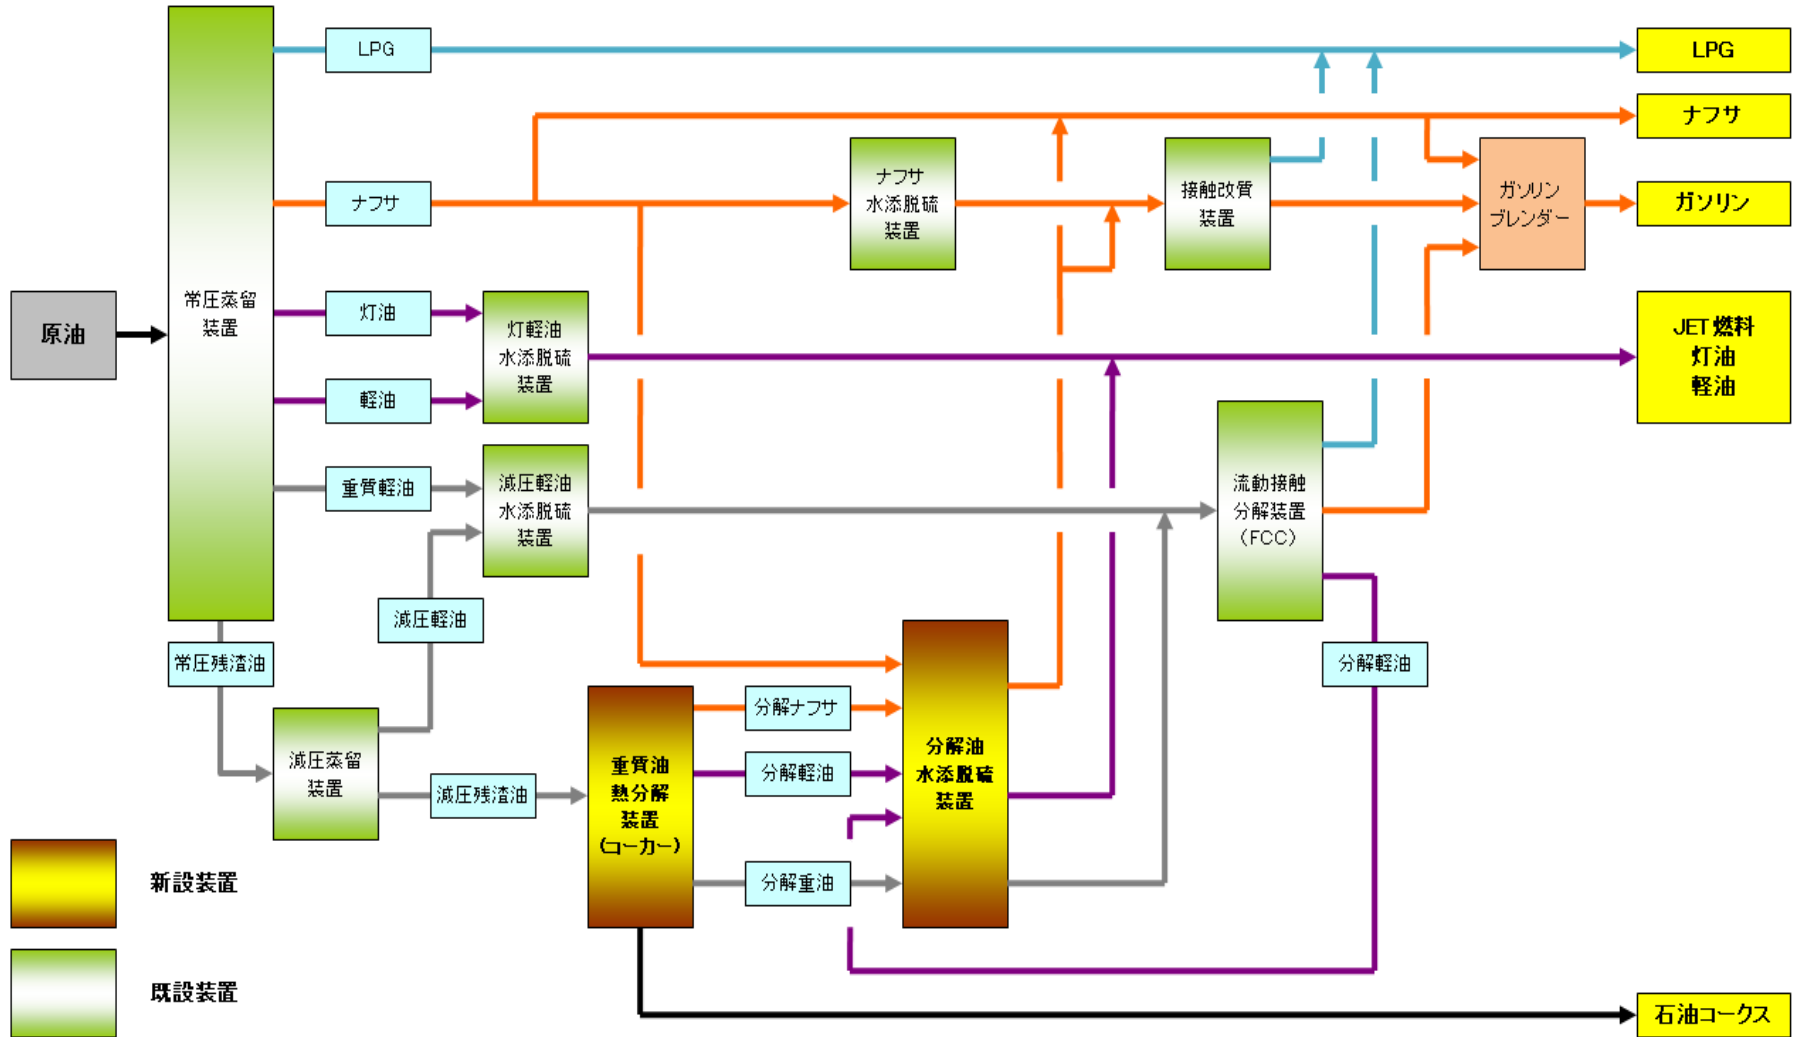 LPG
LPG
ナフサ
ナフサ
水添脱硫
装置
接触改質
装置
ガソリン
ブレンダー
ナフサ
ガソリン
原油
常圧蒸留
装置
灯油
軽油
灯軽油
水添脱硫
装置
JET燃料
灯油
軽油
重質軽油
減圧軽油
水添脱硫
装置
流動接触
分解装置
(FCC)
減圧軽油
常圧残渣油
分解軽油
減圧蒸留
装置
減圧残渣油
重質油
熱分解
装置
(コーカー)
分解ナフサ
分解軽油
分解重油
分解油
水添脱硫
装置
新設装置
既設装置
石油コークス